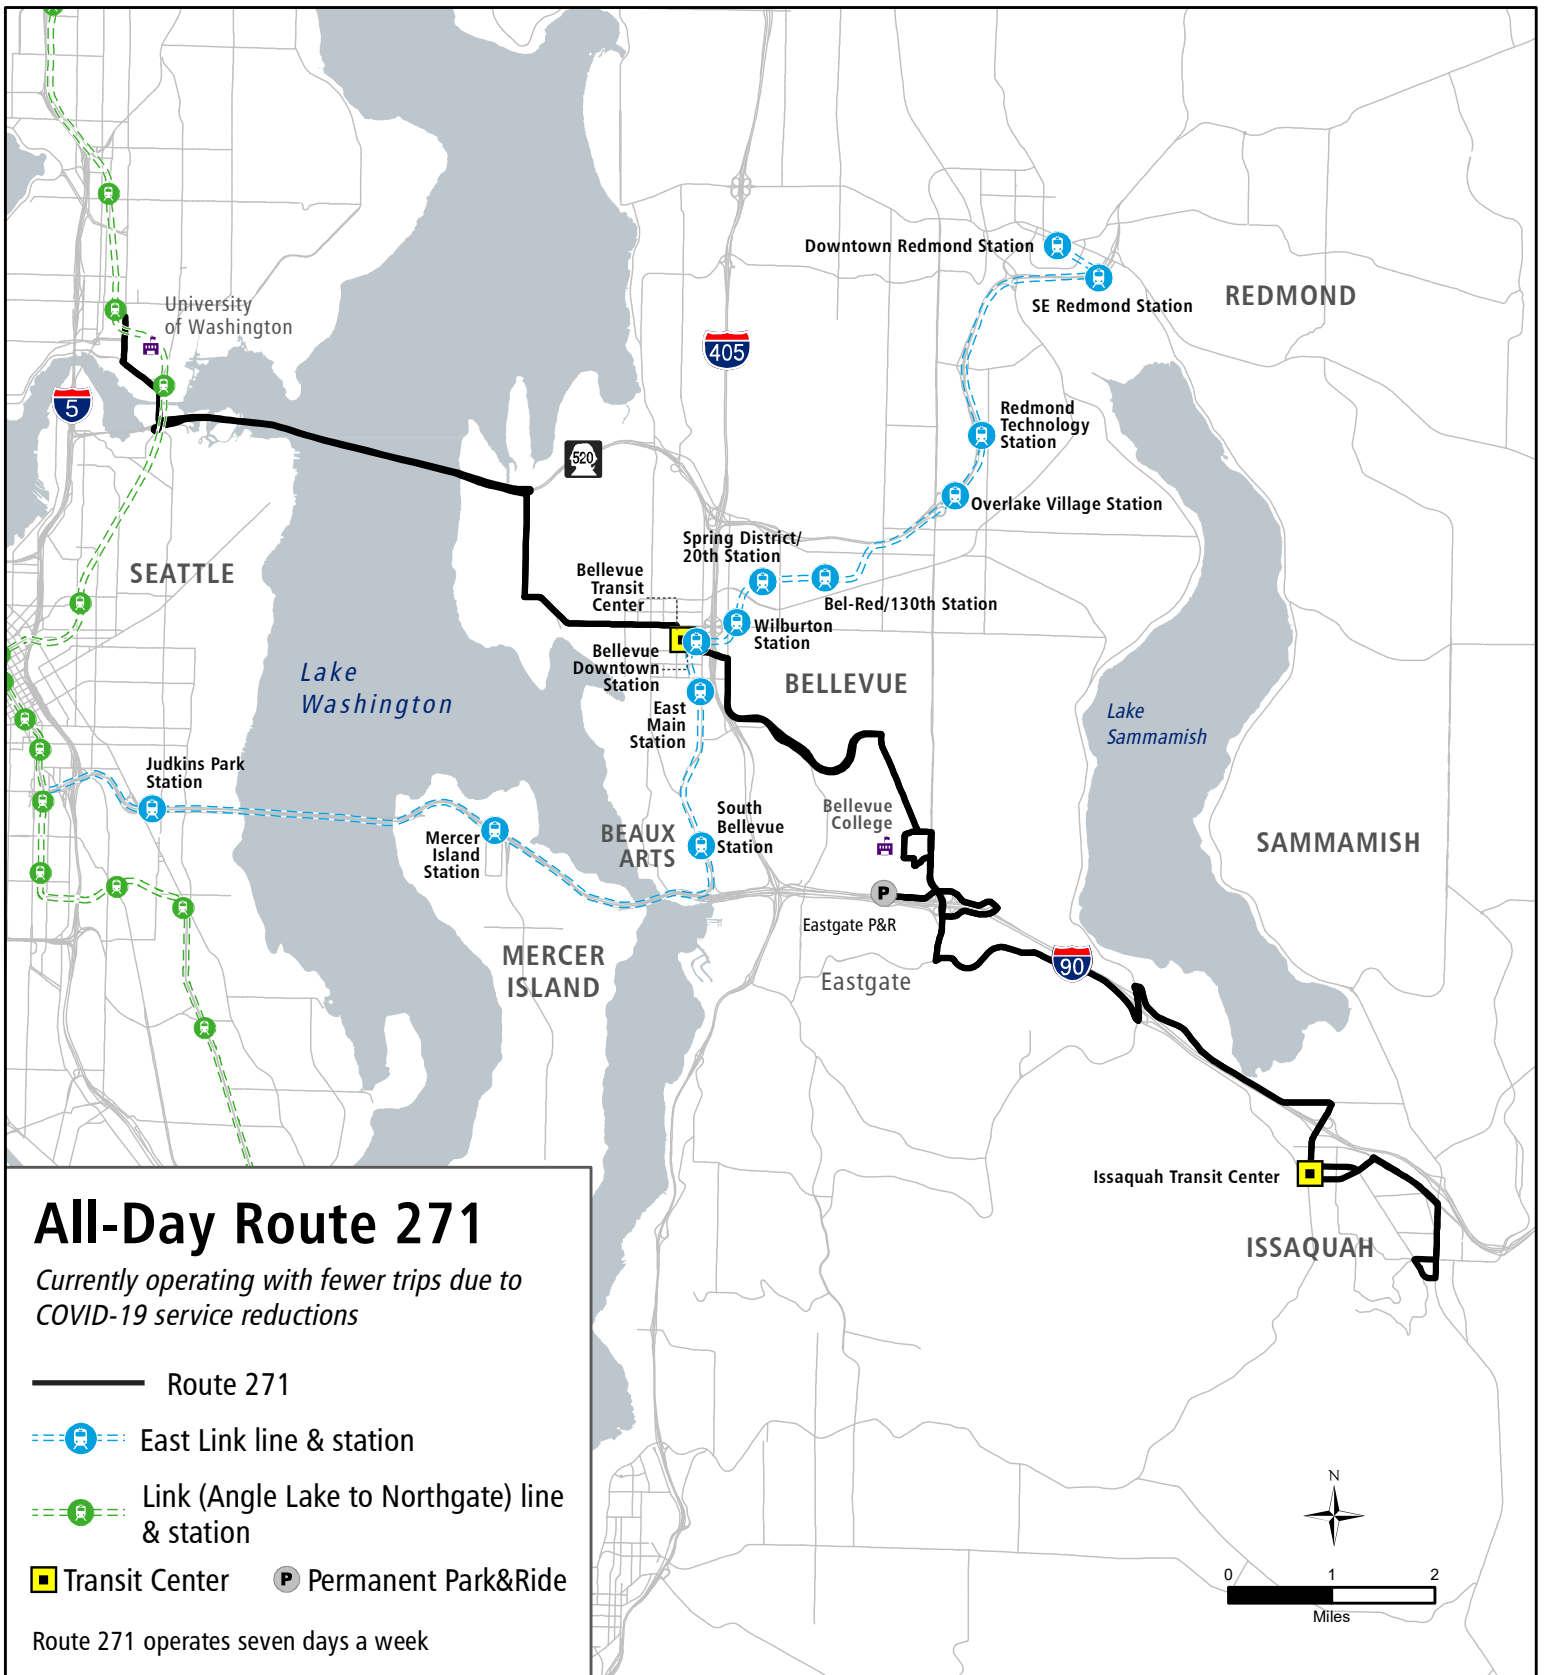 Downtown Redmond Station
SE Redmond Station
REDMOND
University
of Washington
405
5
Redmond
Technology
Station
520
Overlake Village Station
Spring District/
20th Station
SEATTLE
Bellevue
Transit
Center
Bel-Red/130th Station
Wilburton
Station
Bellevue
Downtown
Station
Lake
Washington
BELLEVUE
East
Main
Station
Lake
Sammamish
Judkins Park
Station
South
Bellevue
Station
Bellevue
College
Mercer
Island
Station
BEAUX
ARTS
SAMMAMISH
P
Eastgate P&R
MERCER
ISLAND
90
Eastgate
Issaquah Transit Center
ISSAQUAH
All-Day Route 271
Currently operating with fewer trips due to
COVID-19 service reductions
Route 271
East Link line & station
Link (Angle Lake to Northgate) line
& station
Transit Center
P Permanent Park&Ride
Route 271 operates seven days a week
N
0 1 2
Miles